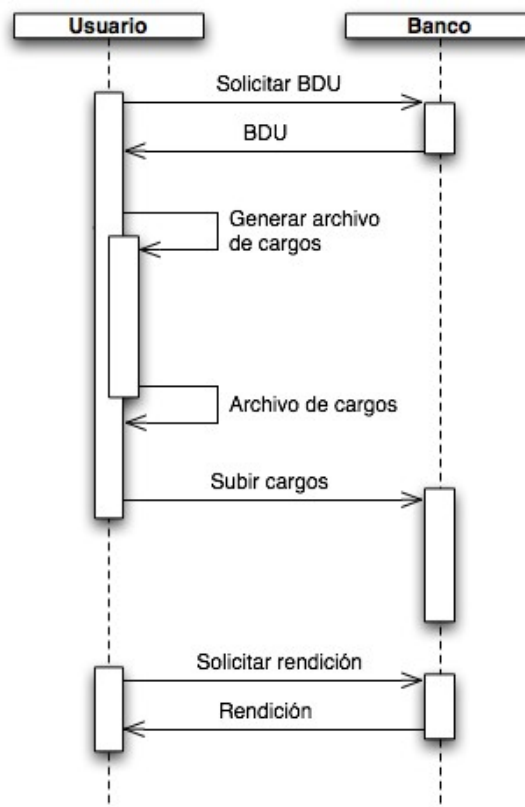 Usuario
Banco
Solicitar BDU
BDU
Generar archivo
de cargos
Archivo de cargos
Subir cargos
Solicitar rendición
Rendición